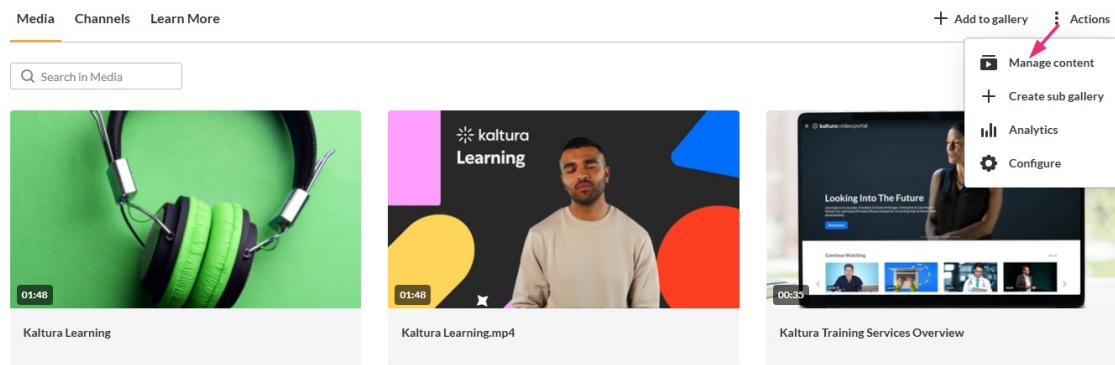 Media Channels Learn More
Add to gallery Actions
Search in Media
Manage content
Create sub gallery
Analytics
Configure
kaltura
Learning
kaltura video portal
Looking Into The Future
Continue Watching
01:48
01:48
00:35
Kaltura Learning
Kaltura Learning.mp4
Kaltura Training Services Overview